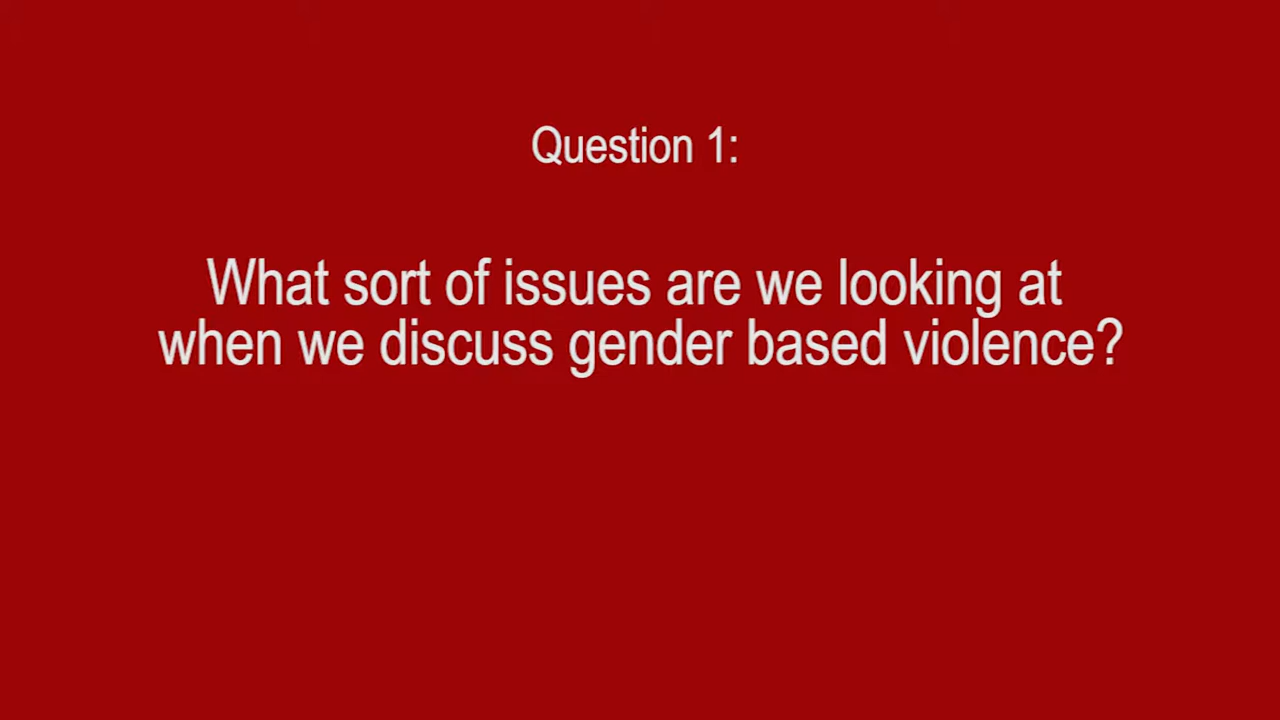 Question 1:
What sort of issues are we looking at
when we discuss gender based violence?